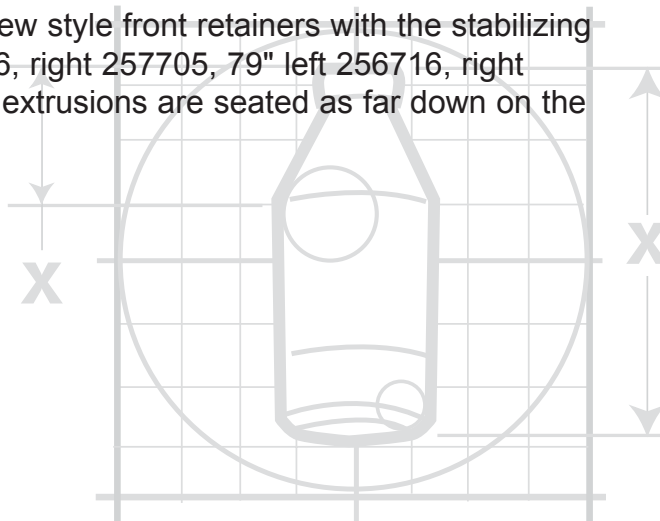 ew style front retainers with the stabilizing
6, right 257705, 79" left 256716, right
extrusions are seated as far down on the
X
X